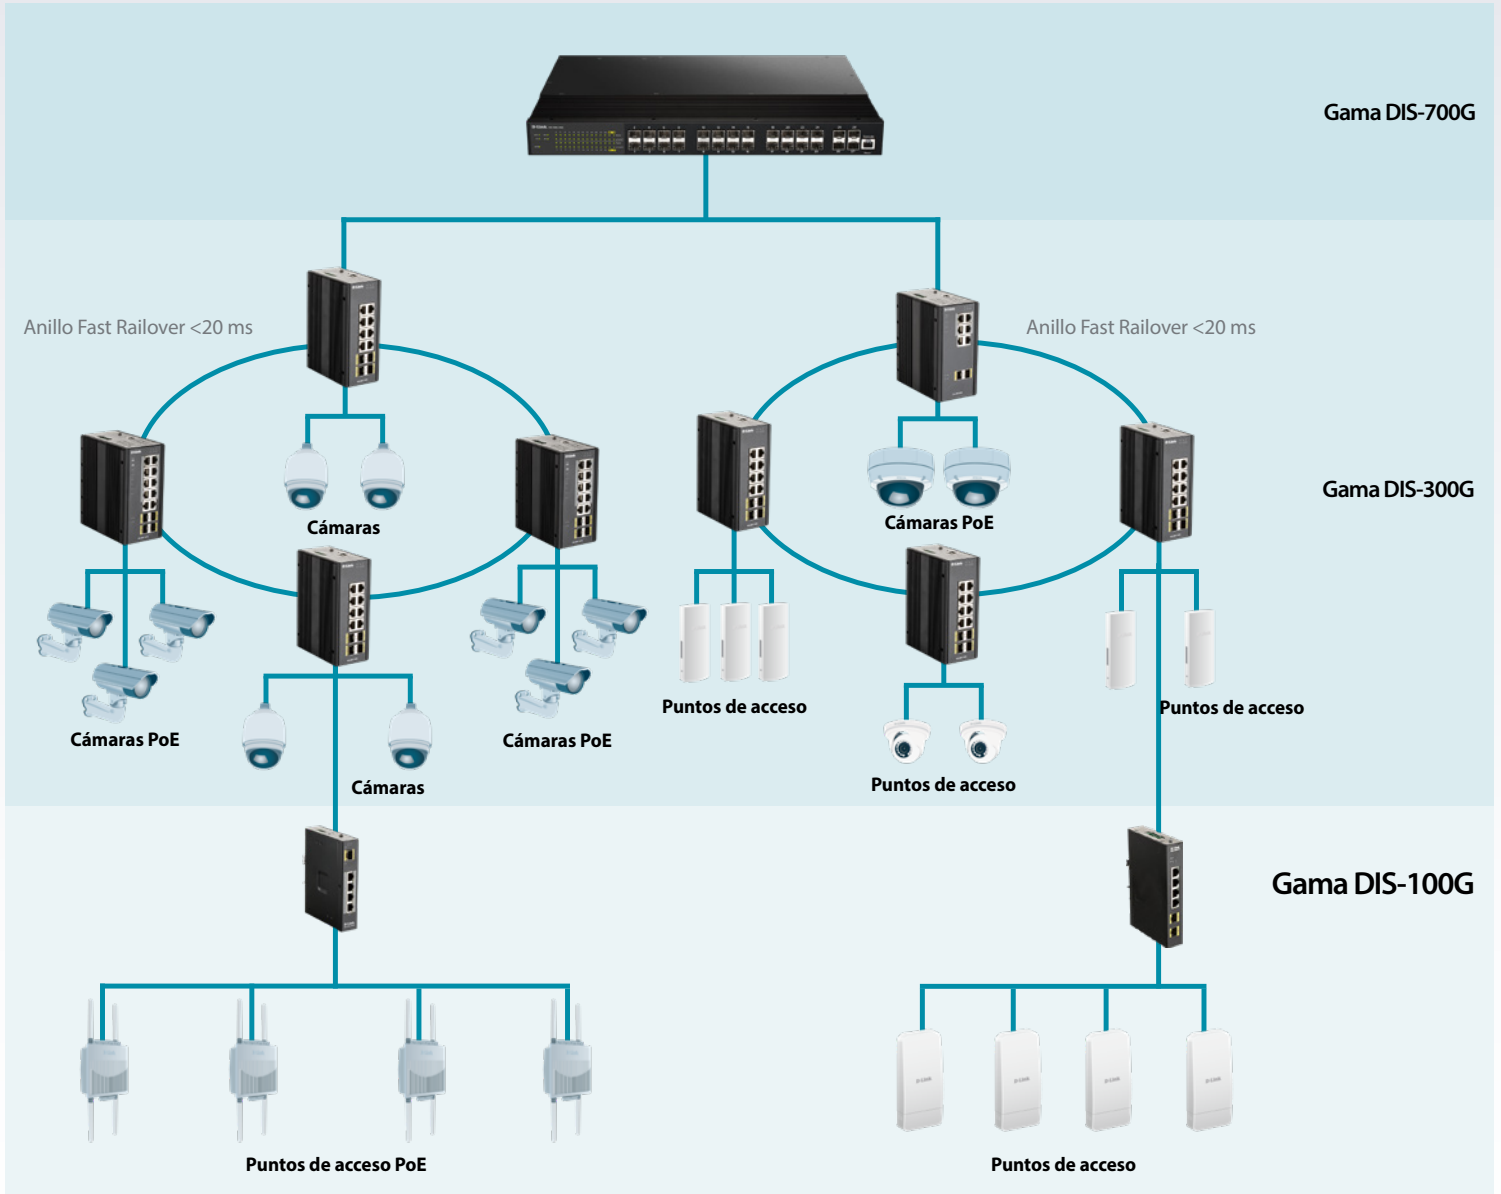 Gama DIS-700G
Anillo Fast Railover <20 ms
Anillo Fast Railover <20 ms
Gama DIS-300G
Cámaras
Cámaras PoE
Puntos de acceso
Puntos de acceso
Cámaras PoE
Cámaras PoE
Cámaras
Puntos de acceso
Gama DIS-100G
Puntos de acceso PoE
Puntos de acceso